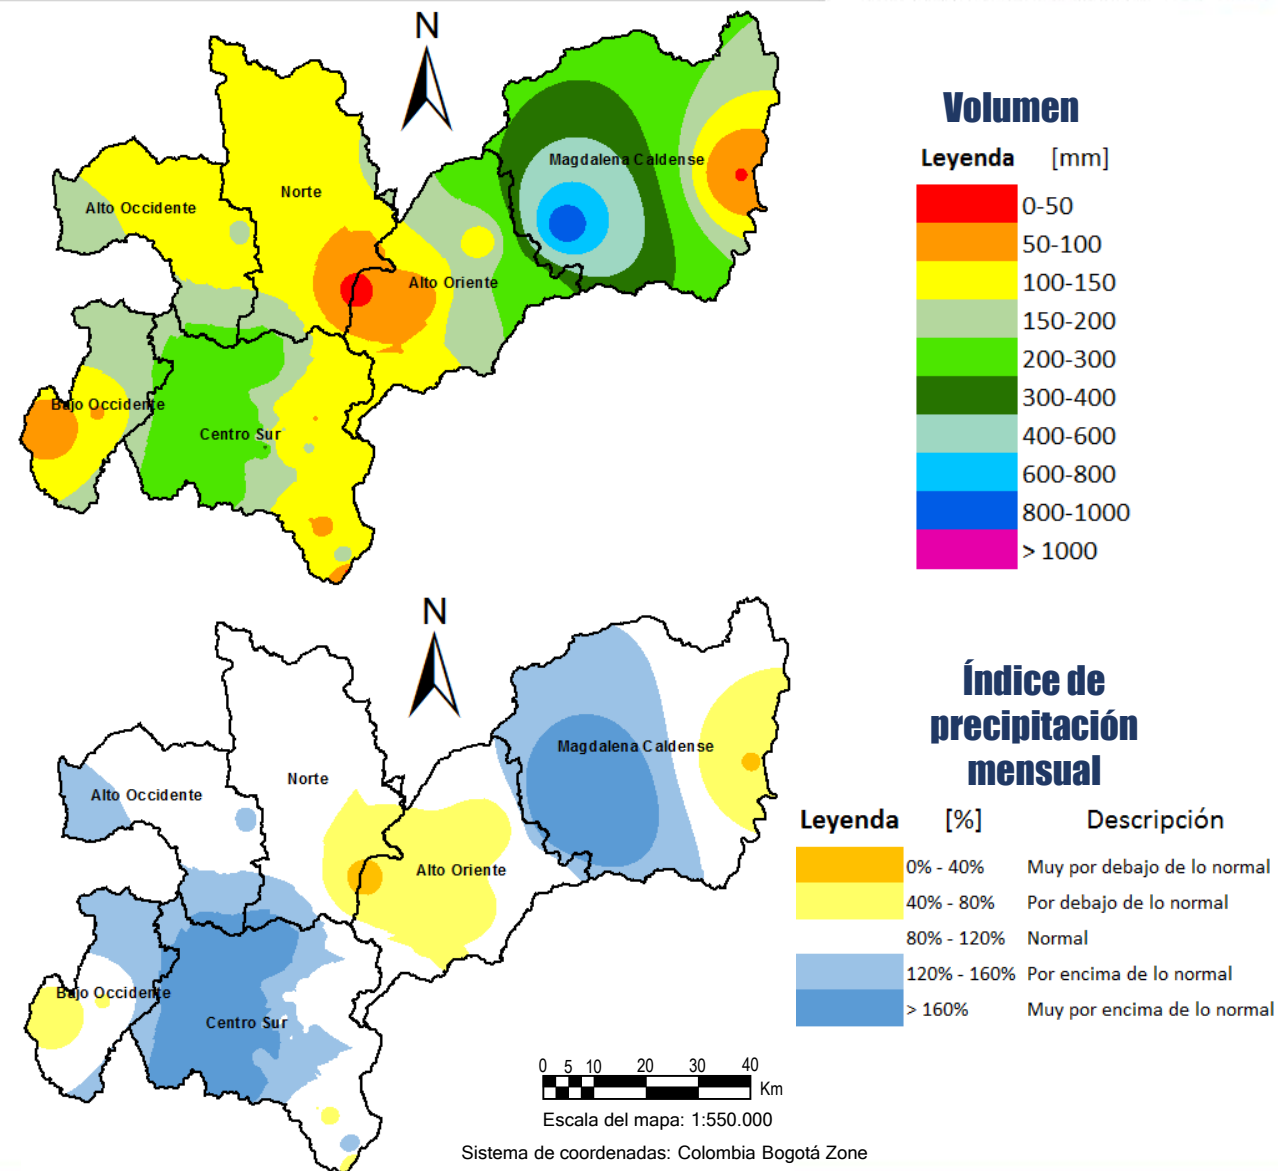 N
Magdalena Caldense
Norte
Alto Occidente
Alto Oriente
Bajo Occidente
Centro Sur
Volumen
Leyenda [mm]
0-50
50-100
100-150
150-200
200-300
300-400
400-600
600-800
800-1000
> 1000
N
Magdalena Caldense
Norte
Alto Occidente
Alto Oriente
Bajo Occidente
Centro Sur
Índice de
precipitación
mensual
Leyenda [%] Descripción
0% - 40% Muy por debajo de lo normal
40% - 80% Por debajo de lo normal
80% - 120% Normal
120% - 160% Por encima de lo normal
> 160% Muy por encima de lo normal
0 5 10 20 30 40
Km
Escala del mapa: 1:550.000
Sistema de coordenadas: Colombia Bogotá Zone